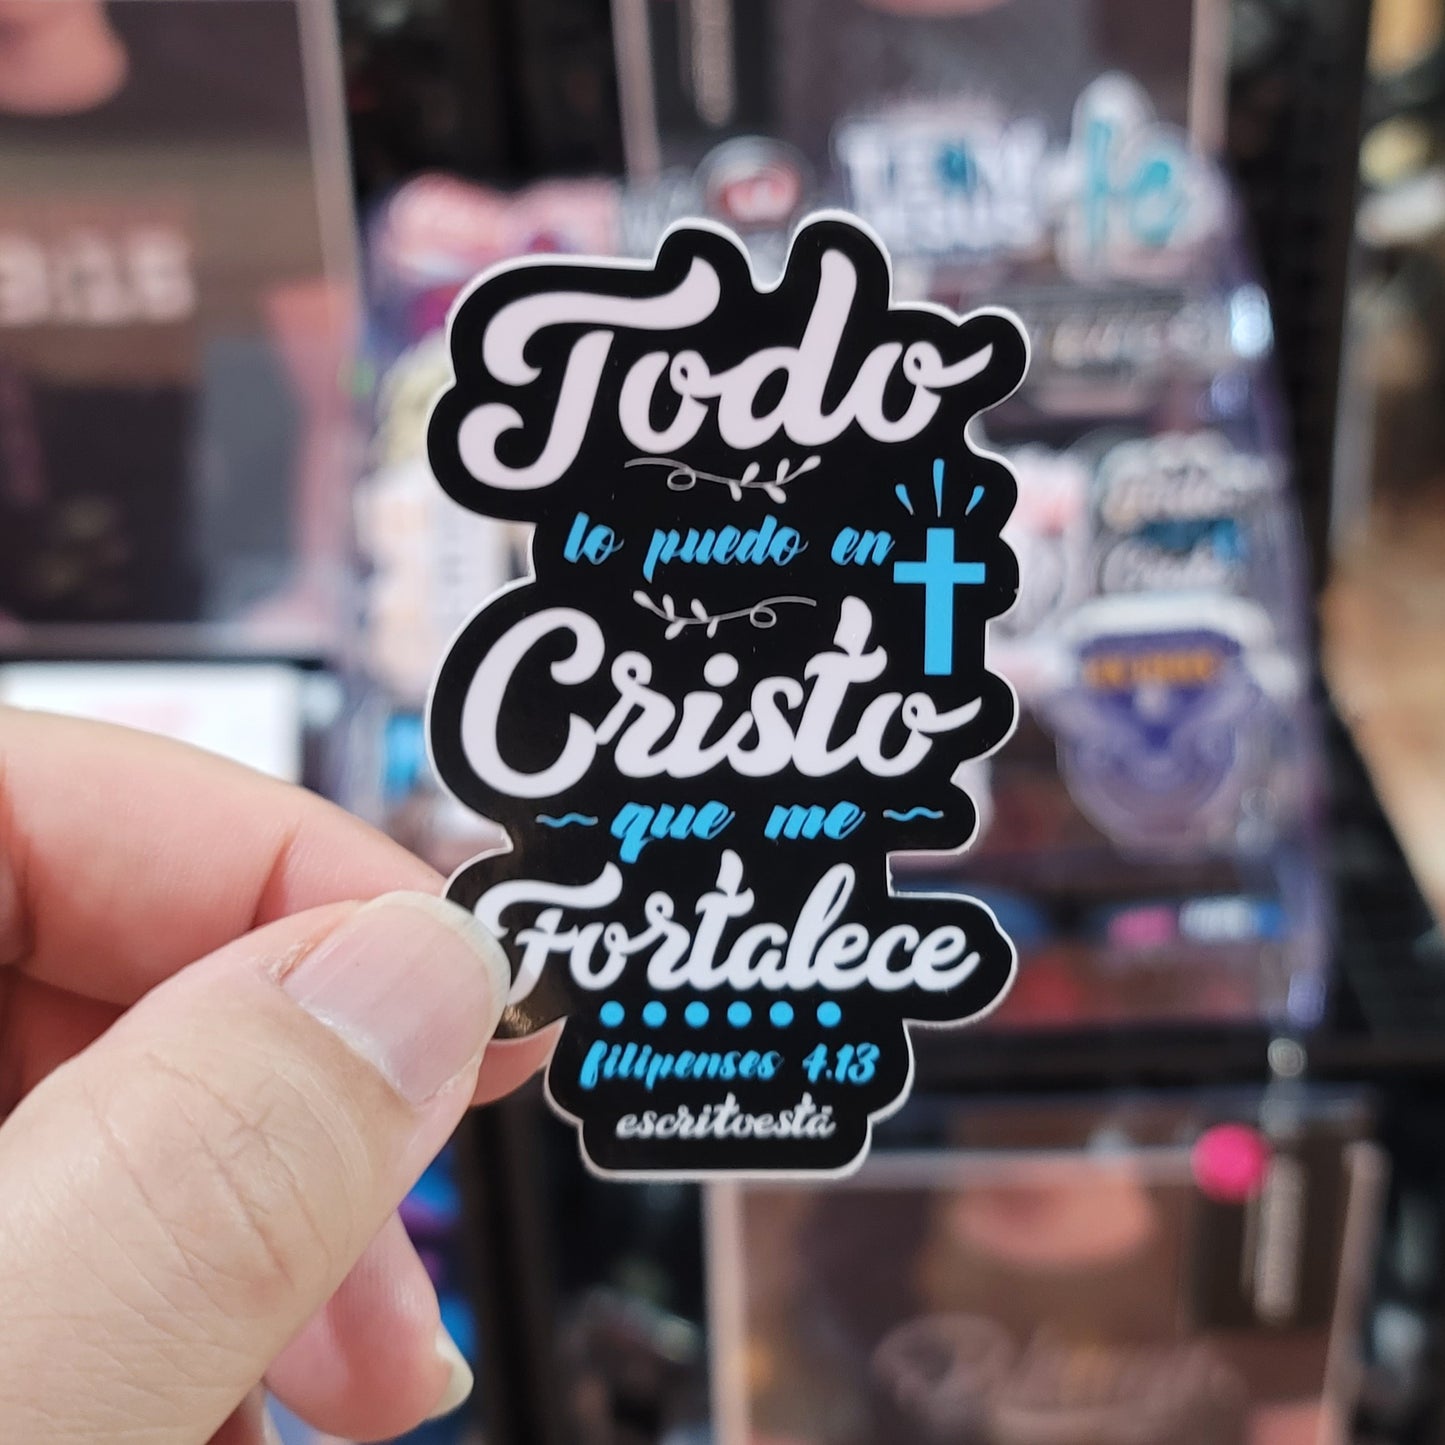 Todo
lo puedo en
Cristo
que me
Fortalece
filipenses 4.13
escritoestá